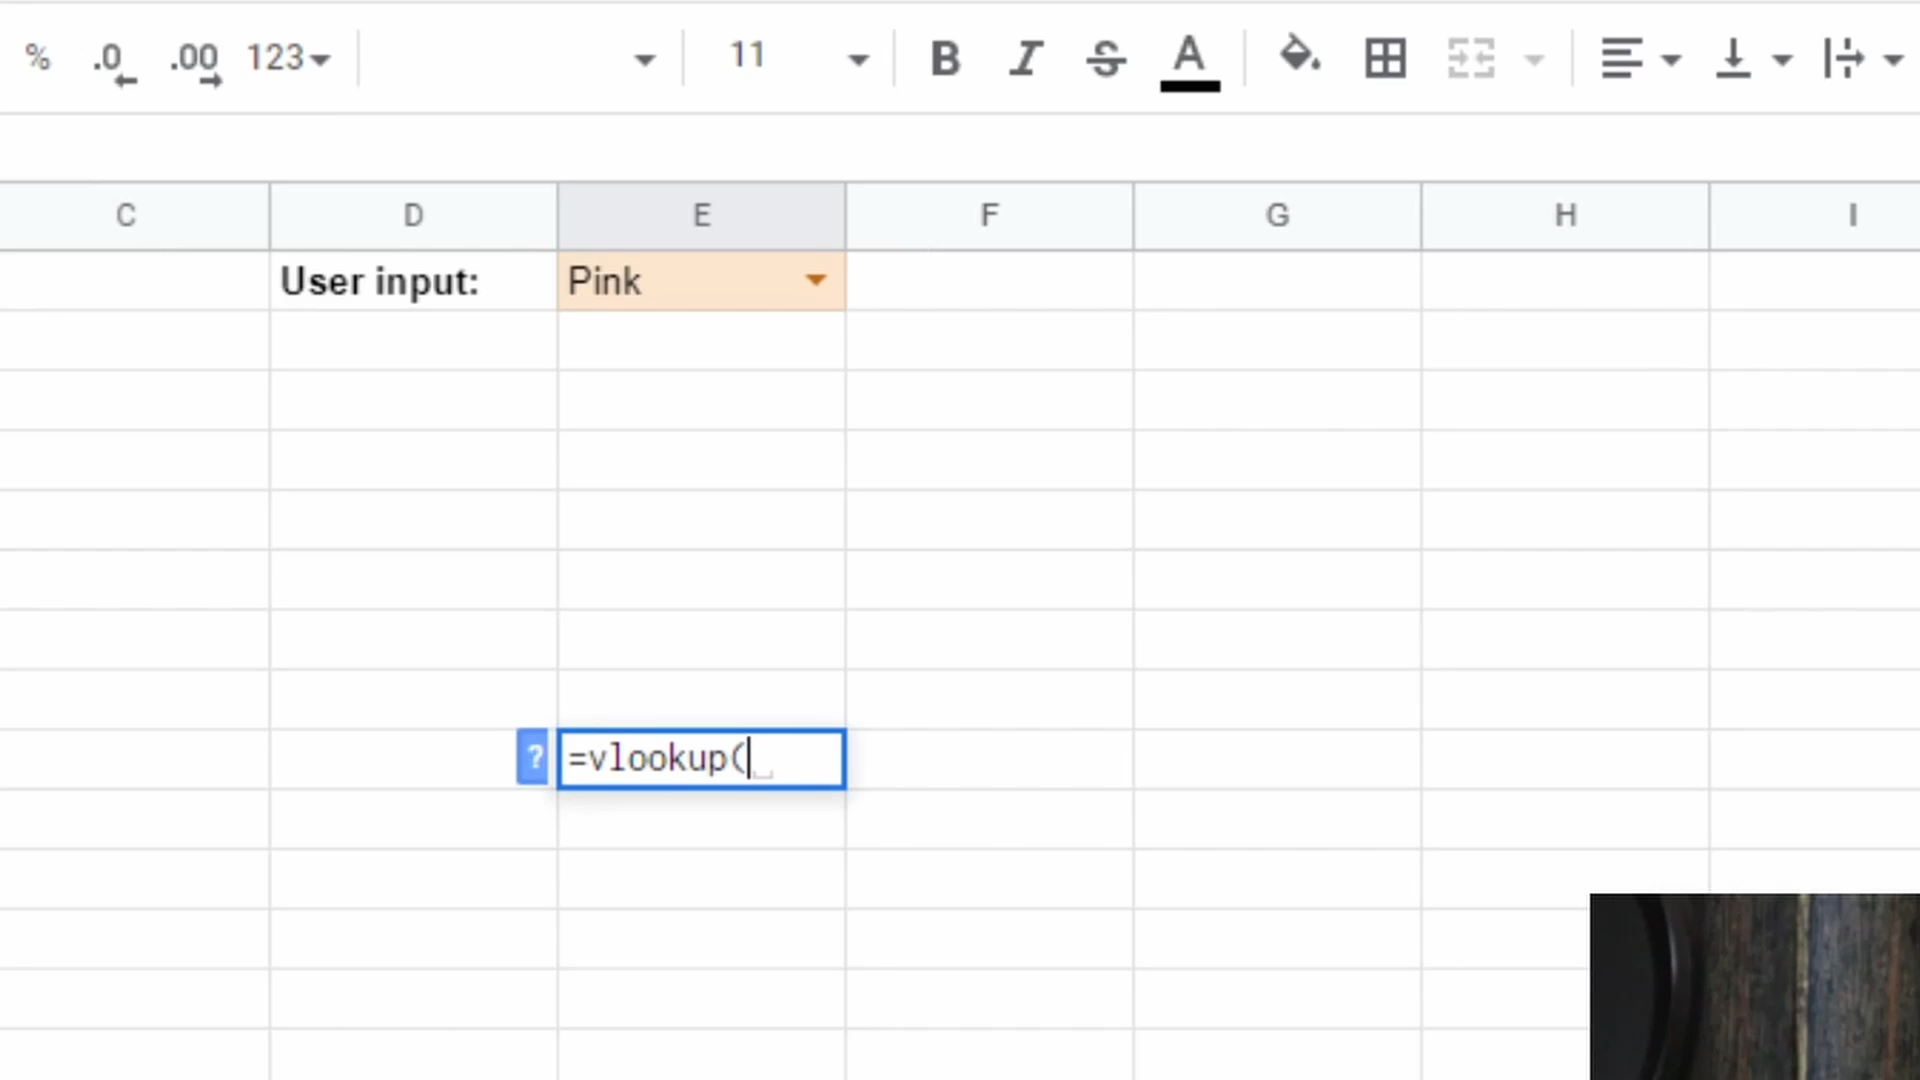 % .0 .00 123 11 B I S A
C D E F G H I
User input: Pink
? =vlookup(